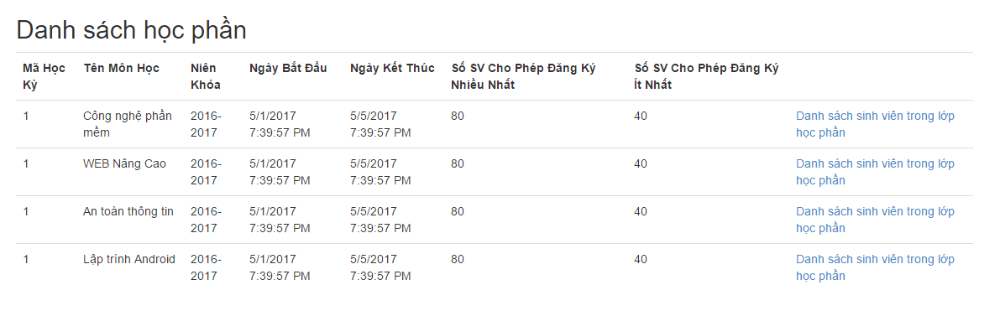 Danh sách học phần
Mã Học Tên Môn Học Niên Ngày Bắt Đầu Ngày Kết Thúc Số SV Cho Phép Đăng Ký Số SV Cho Phép Đăng Ký
Kỳ Khóa Nhiều Nhất Ít Nhất
1 Công nghệ phần 2016- 5/1/2017 5/5/2017 80 40 Danh sách sinh viên trong lớp
mềm 2017 7:39:57 PM 7:39:57 PM học phần
1 WEB Nâng Cao 2016- 5/1/2017 5/5/2017 80 40 Danh sách sinh viên trong lớp
2017 7:39:57 PM 7:39:57 PM học phần
1 An toàn thông tin 2016- 5/1/2017 5/5/2017 80 40 Danh sách sinh viên trong lớp
2017 7:39:57 PM 7:39:57 PM học phần
1 Lập trình Android 2016- 5/1/2017 5/5/2017 80 40 Danh sách sinh viên trong lớp
2017 7:39:57 PM 7:39:57 PM học phần